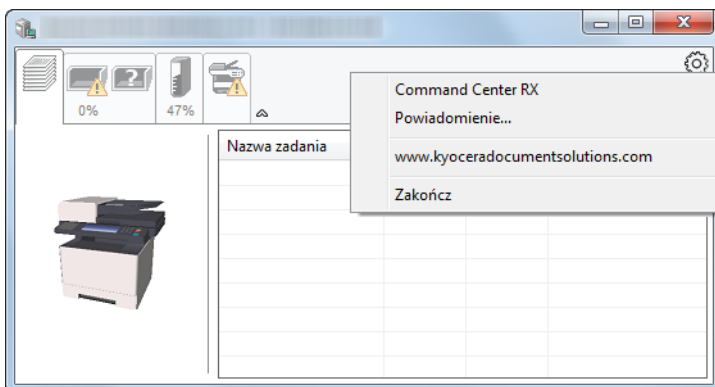 0%
47%
Command Center RX
Powiadomienie...
www.kyoceradocumentsolutions.com
Zakończ
Nazwa zadania